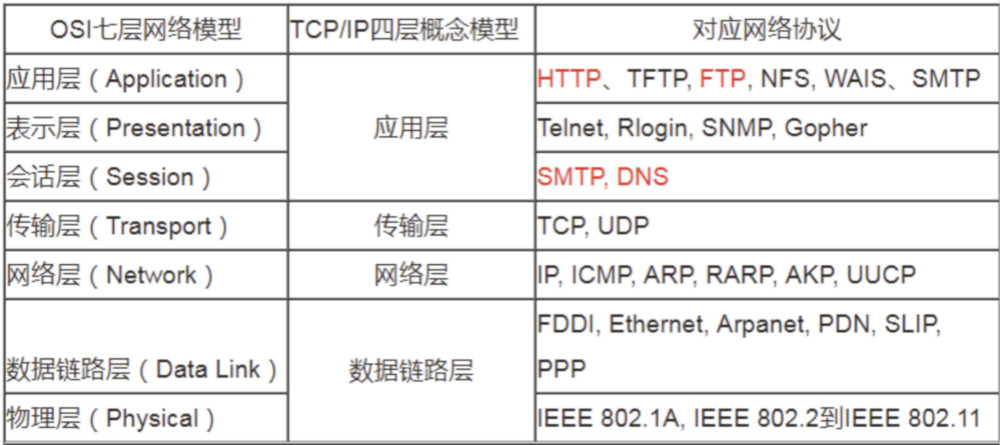 OSI七层网络模型 TCP/IP四层概念模型 对应网络协议
应用层（Application） HTTP、TFTP, FTP, NFS, WAIS、SMTP
表示层（Presentation） 应用层 Telnet, Rlogin, SNMP, Gopher
会话层（Session） SMTP, DNS
传输层（Transport） 传输层 TCP, UDP
网络层（Network） 网络层 IP, ICMP, ARP, RARP, AKP, UUCP
FDDI, Ethernet, Arpanet, PDN, SLIP,
数据链路层（Data Link） 数据链路层 PPP
物理层（Physical） IEEE 802.1A, IEEE 802.2到IEEE 802.11